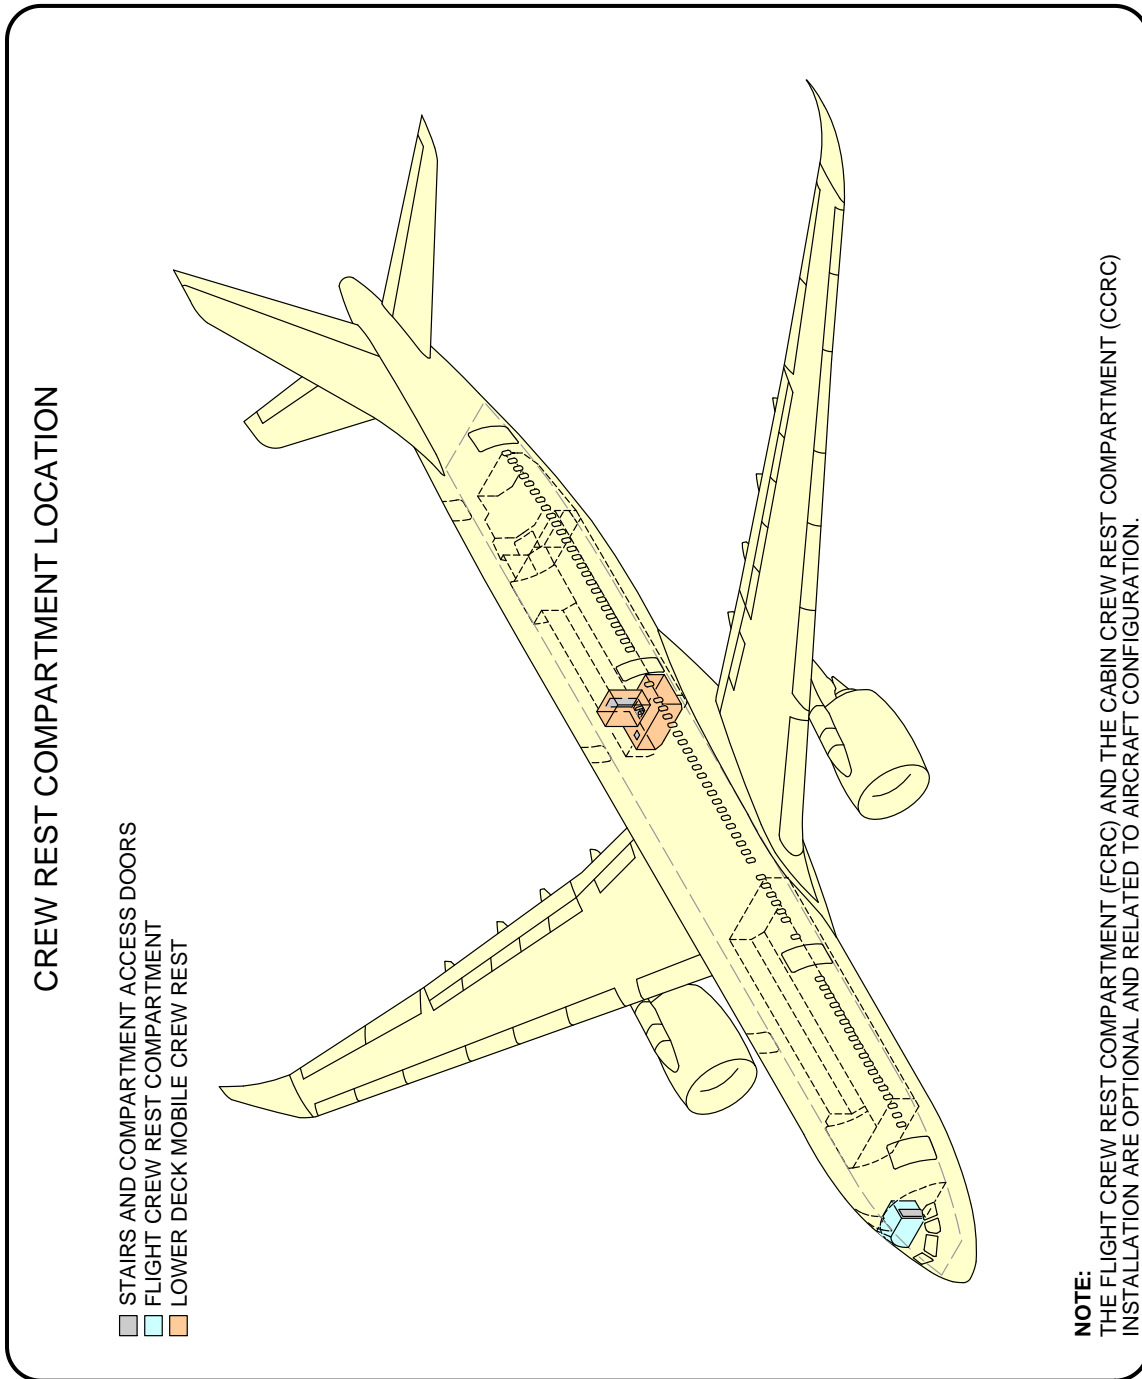 CREW REST COMPARTMENT LOCATION
STAIRS AND COMPARTMENT ACCESS DOORS
FLIGHT CREW REST COMPARTMENT
LOWER DECK MOBILE CREW REST
NOTE:
THE FLIGHT CREW REST COMPARTMENT (FCRC) AND THE CABIN CREW REST COMPARTMENT (CCRC)
INSTALLATION ARE OPTIONAL AND RELATED TO AIRCRAFT CONFIGURATION.